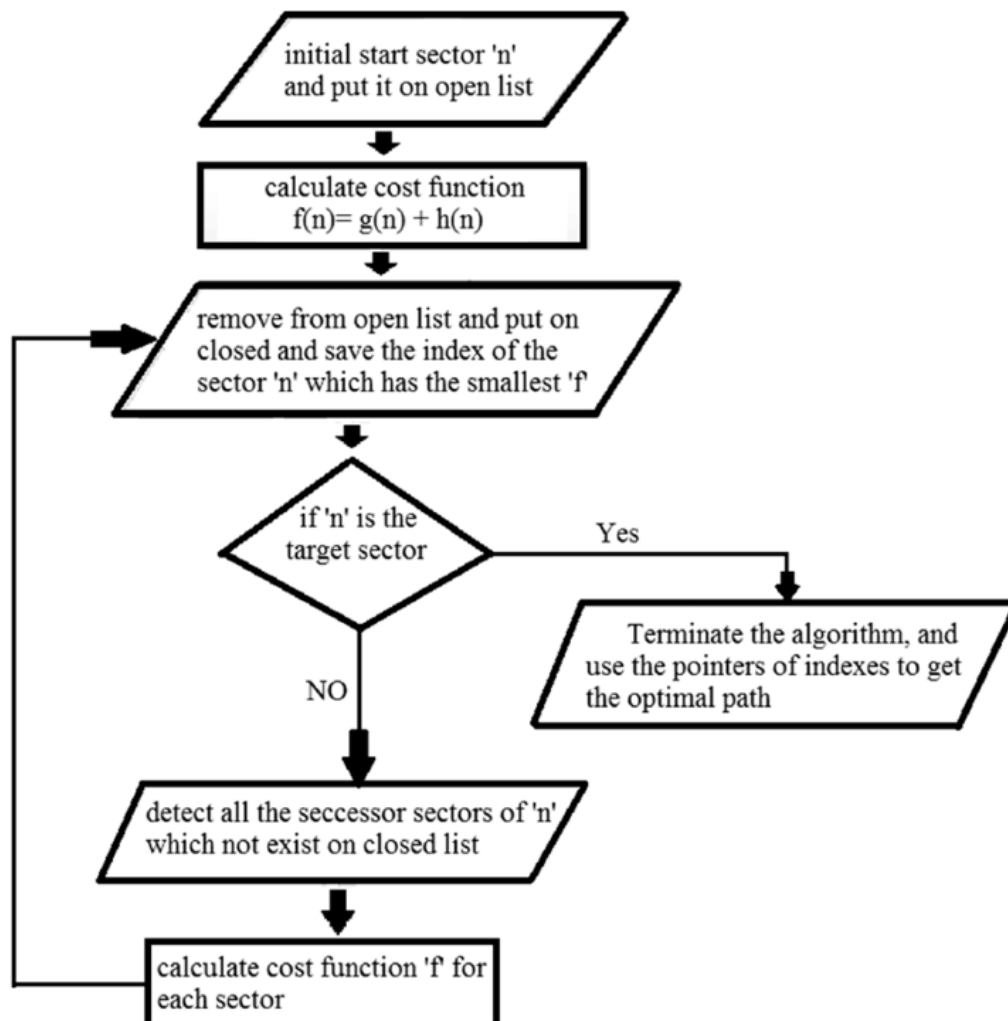 initial start sector 'n'
and put it on open list
calculate cost function
f(n)= g(n) + h(n)
remove from open list and put on
closed and save the index of the
sector 'n' which has the smallest 'f'
if 'n' is the
target sector
Yes
Terminate the algorithm, and
use the pointers of indexes to get
the optimal path
NO
detect all the seccessor sectors of 'n'
which not exist on closed list
calculate cost function 'f' for
each sector